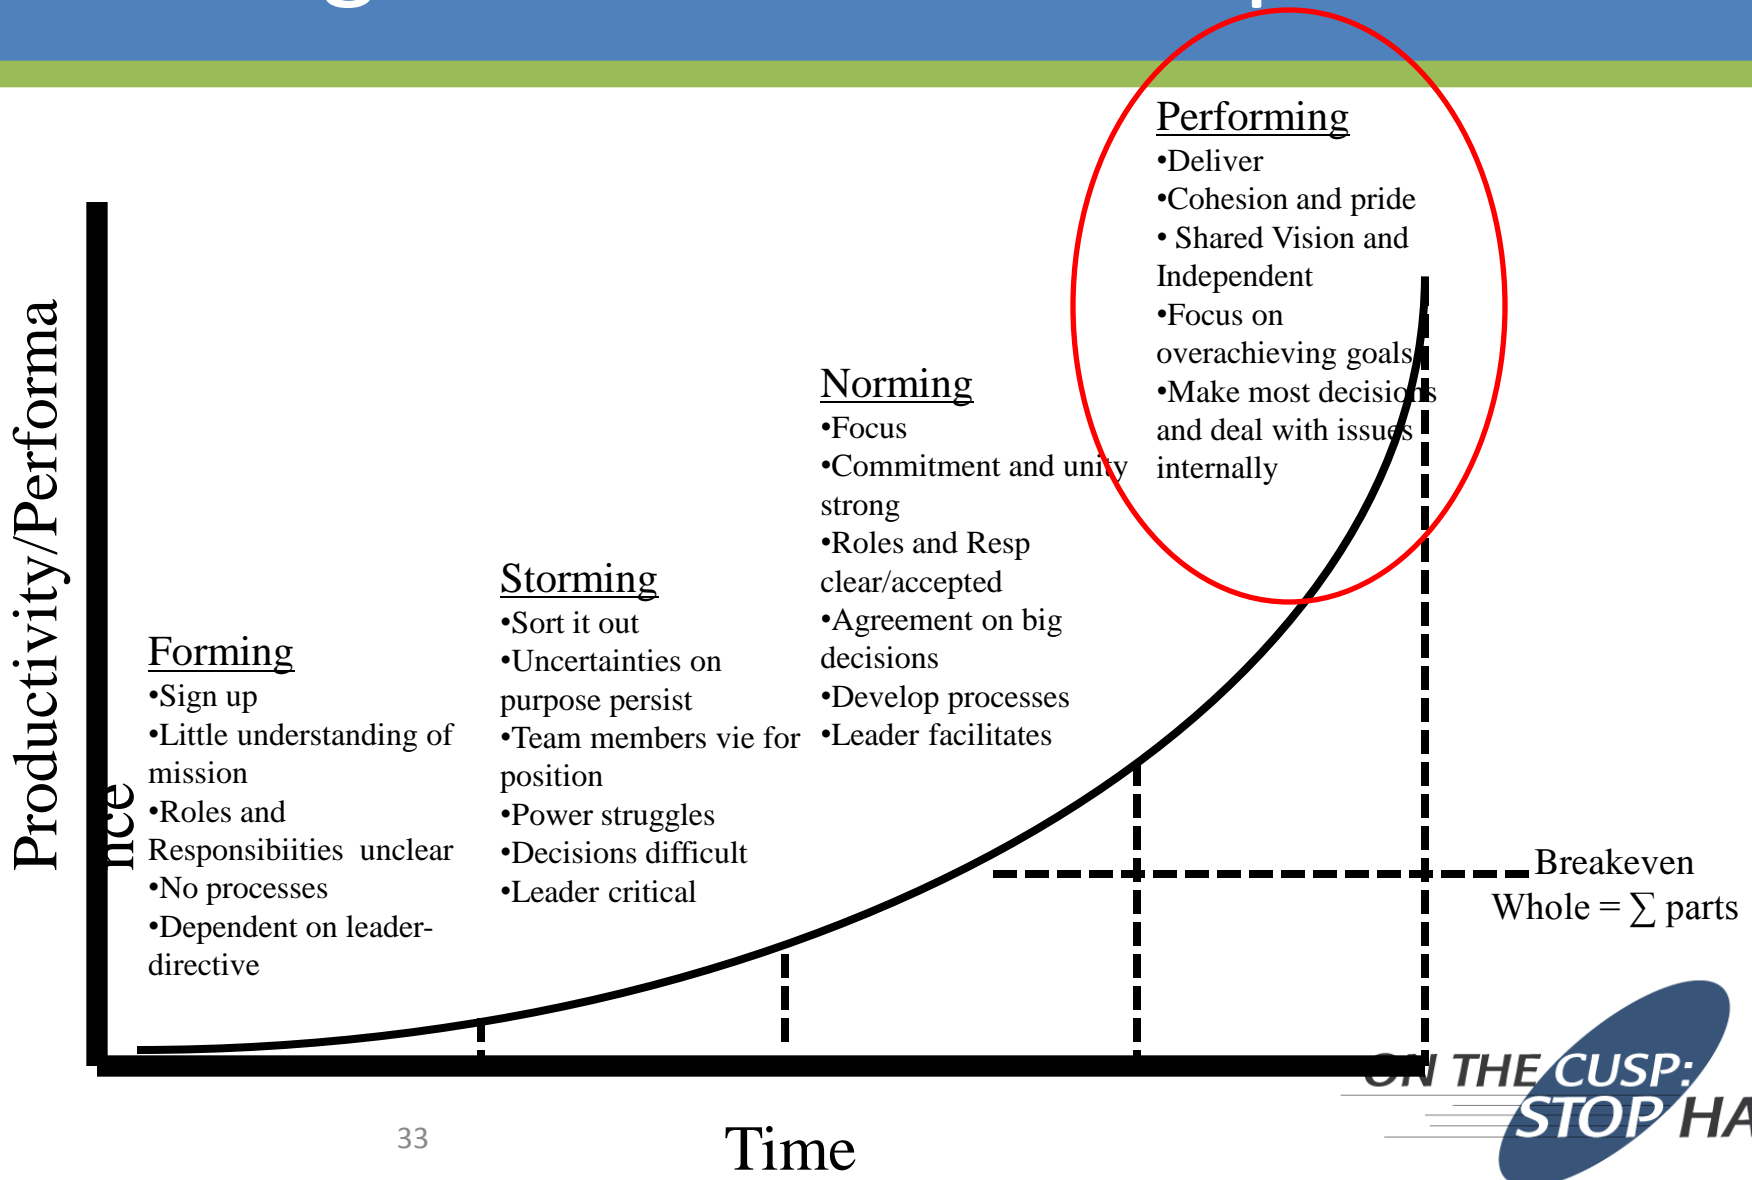 Performing
•Deliver
•Cohesion and pride
• Shared Vision and
Independent
•Focus on
overachieving goals
•Make most decisions
and deal with issues
internally
Norming
•Focus
•Commitment and unity
strong
•Roles and Resp
clear/accepted
•Agreement on big
decisions
•Develop processes
•Leader facilitates
Storming
•Sort it out
•Uncertainties on
purpose persist
•Team members vie for
position
•Power struggles
•Decisions difficult
•Leader critical
Forming
•Sign up
•Little understanding of
mission
•Roles and
Responsibiities  unclear
•No processes
•Dependent on leader-
directive
Productivity/Performa
nce
Breakeven
Whole = ∑ parts
Time
33
ON THE CUSP:
STOP HA